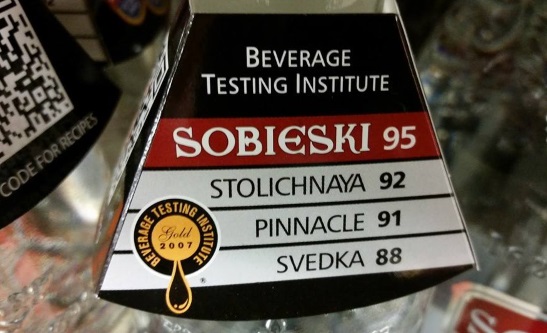 BEVERAGE
TESTING INSTITUTE
SOBIESKI 95
STOLICHNAYA 92
PINNACLE 91
SVEDKA 88
BEVERAGE TESTING INSTITUTE
Gold
2007
CODE FOR RECIPES